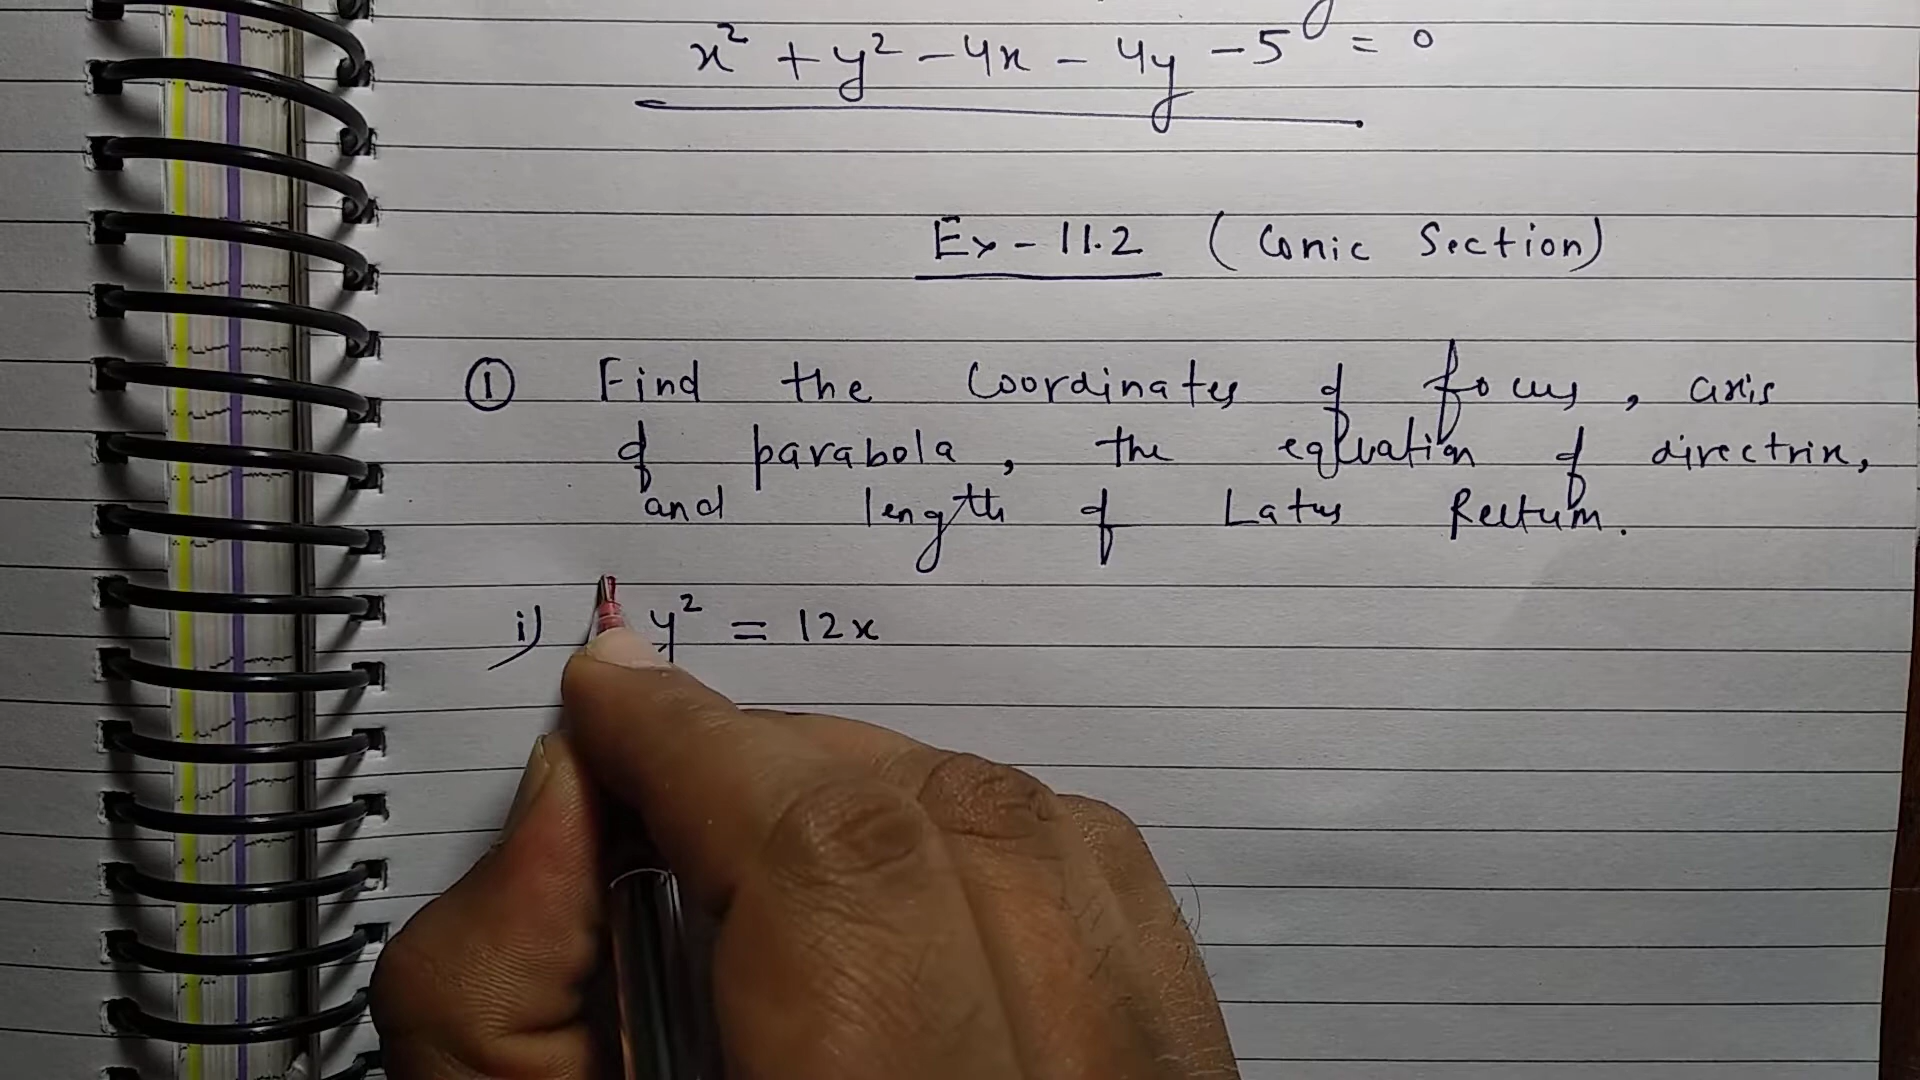 x² + y² - 4x - 4y - 5 = 0
Ex - 11.2 (Conic Section)
① Find the Coordinates of focus, axis
of parabola, the equation of directrix,
and length of Latus Rectum.
i) y² = 12x